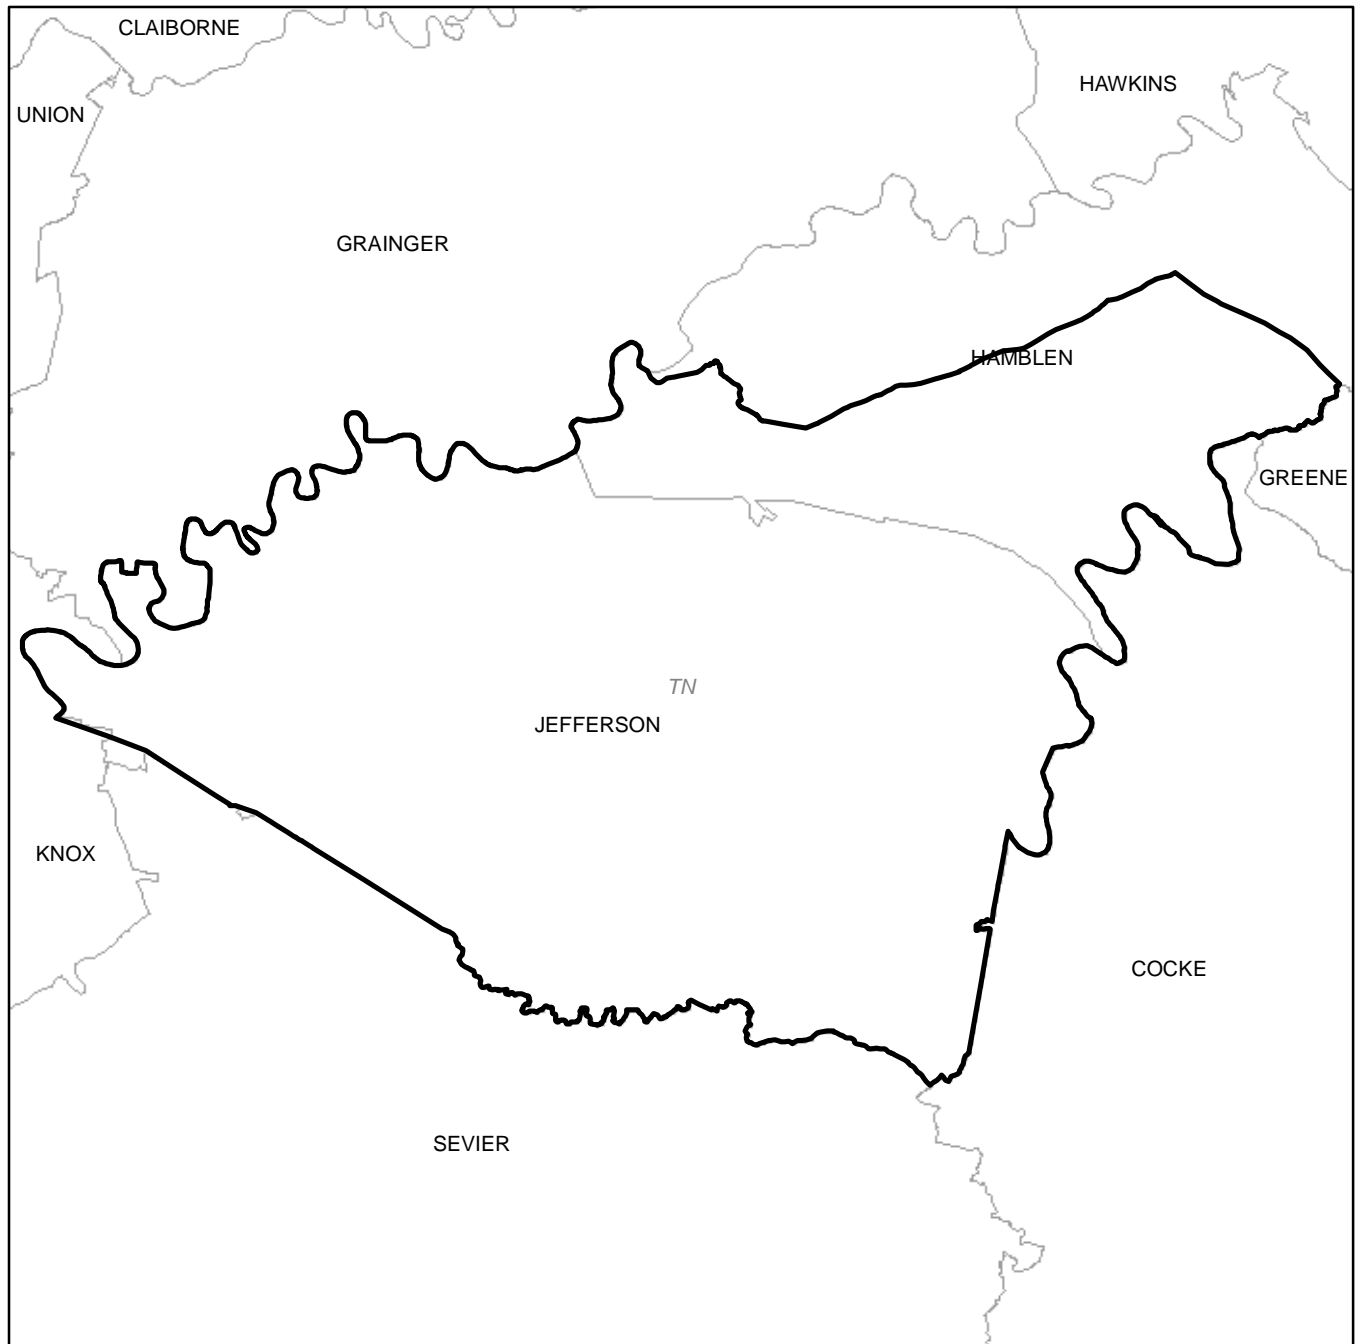 CLAIBORNE
HAWKINS
UNION
GRAINGER
HAMBLEN
GREENE
TN
JEFFERSON
KNOX
COCKE
SEVIER